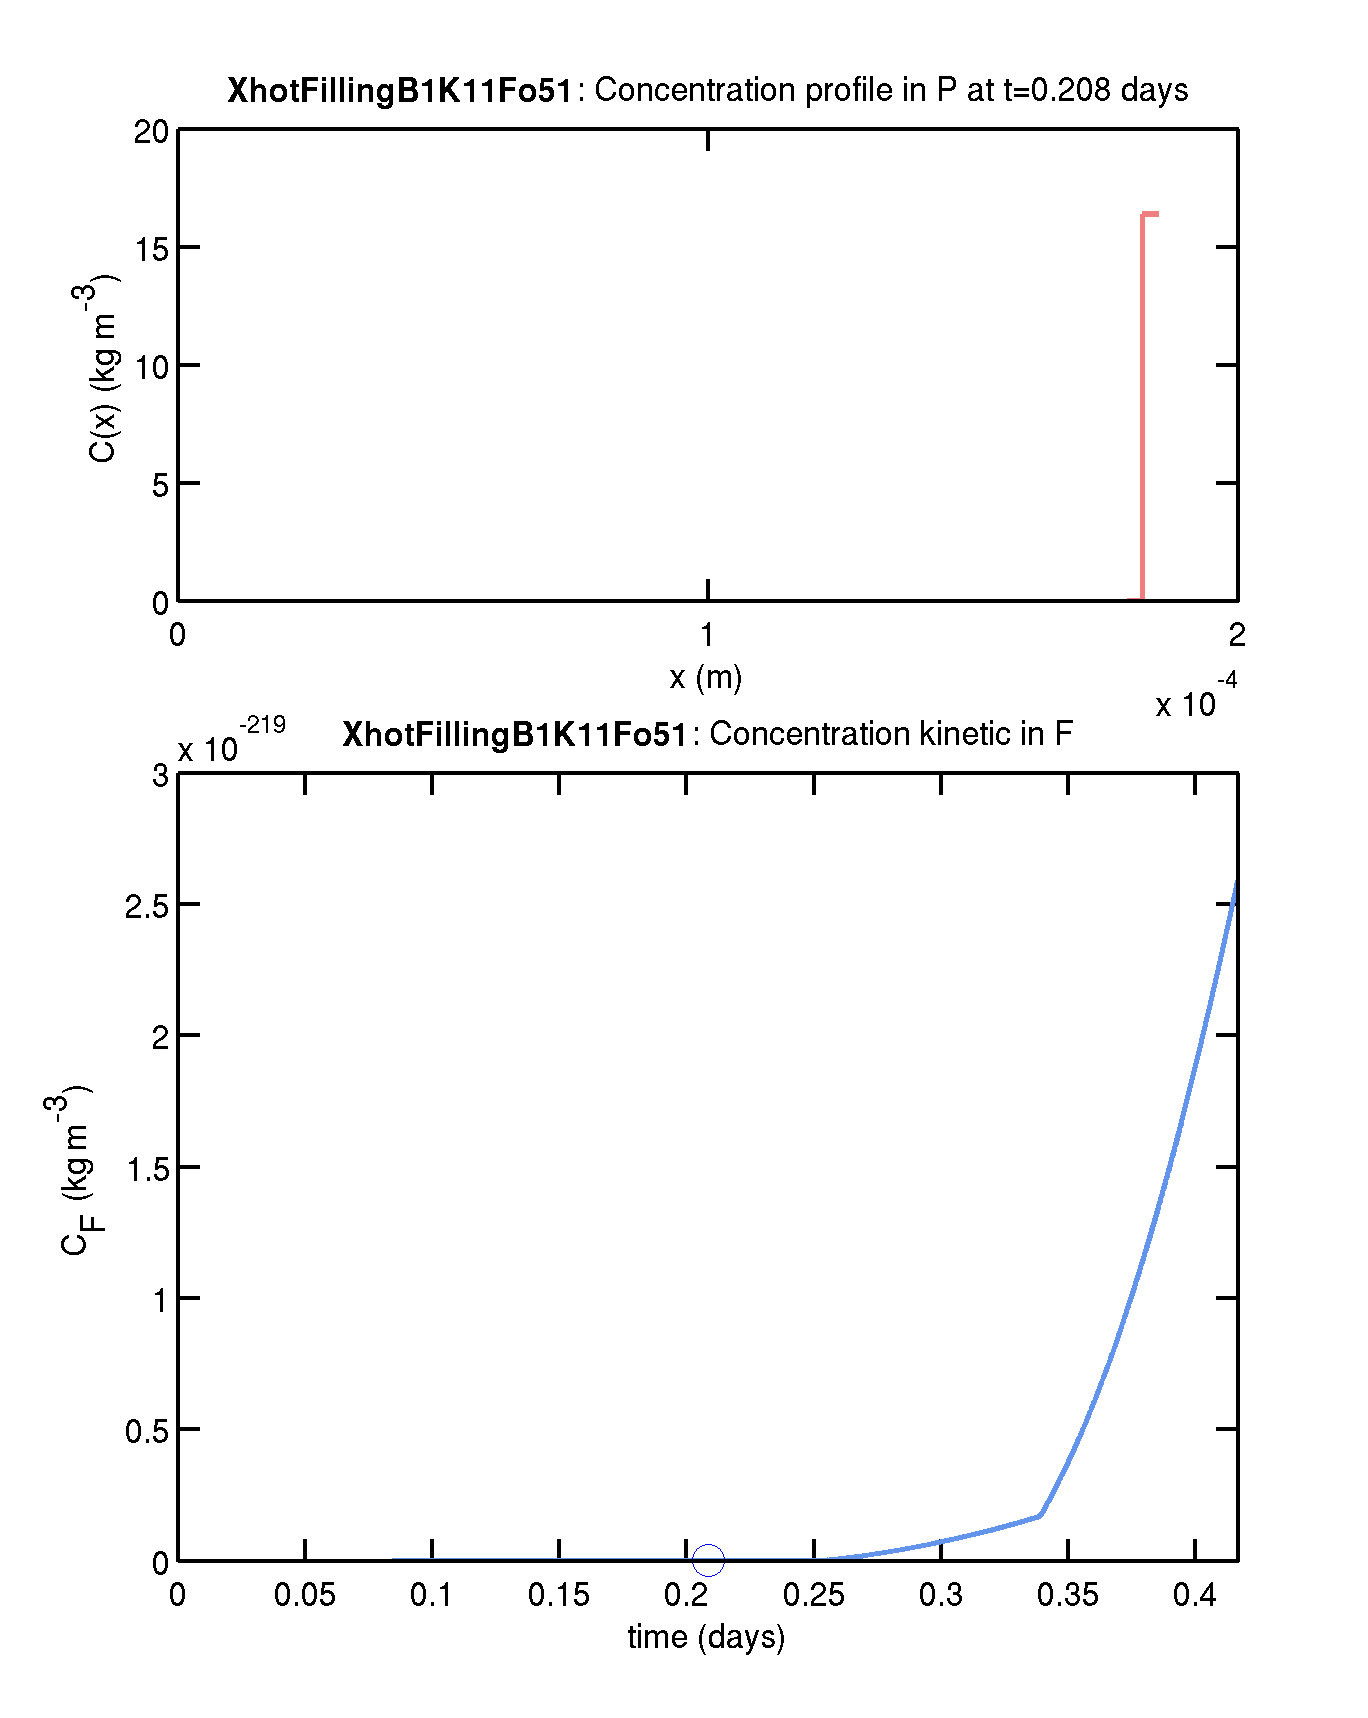 XhotFillingB1K11Fo51: Concentration profile in P at t=0.208 days
20
15
10
5
0
C(x) (kg m-3)
0 1 2
x (m)
x 10-4
x 10-219
XhotFillingB1K11Fo51: Concentration kinetic in F
3
2.5
2
1.5
1
0.5
0
CF (kg m-3)
0 0.05 0.1 0.15 0.2 0.25 0.3 0.35 0.4
time (days)